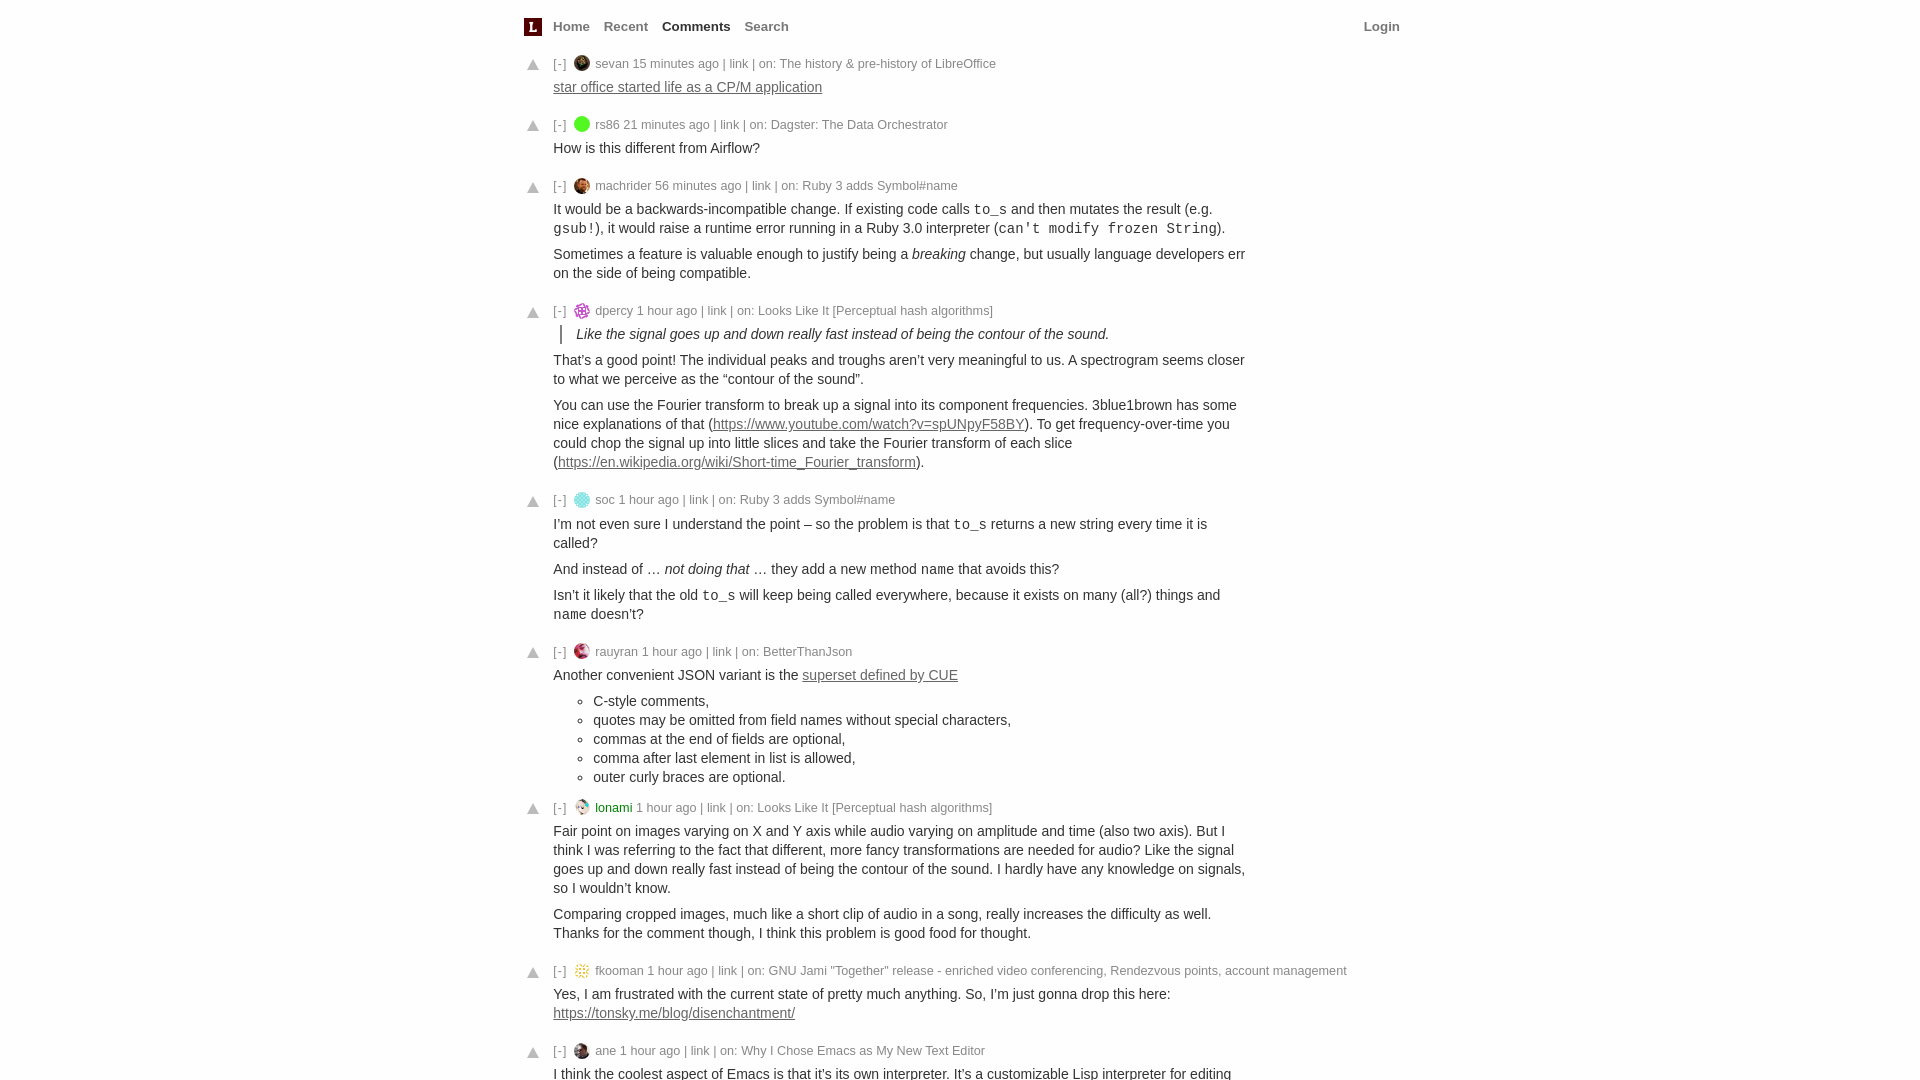 L Home Recent Comments Search Login
[-] sevan 15 minutes ago | link | on: The history & pre-history of LibreOffice
star office started life as a CP/M application
[-] rs86 21 minutes ago | link | on: Dagster: The Data Orchestrator
How is this different from Airflow?
[-] machrider 56 minutes ago | link | on: Ruby 3 adds Symbol#name
It would be a backwards-incompatible change. If existing code calls to_s and then mutates the result (e.g.
gsub!), it would raise a runtime error running in a Ruby 3.0 interpreter (can't modify frozen String).
Sometimes a feature is valuable enough to justify being a breaking change, but usually language developers err
on the side of being compatible.
[-] dpercy 1 hour ago | link | on: Looks Like It [Perceptual hash algorithms]
Like the signal goes up and down really fast instead of being the contour of the sound.
That’s a good point! The individual peaks and troughs aren’t very meaningful to us. A spectrogram seems closer
to what we perceive as the “contour of the sound”.
You can use the Fourier transform to break up a signal into its component frequencies. 3blue1brown has some
nice explanations of that (https://www.youtube.com/watch?v=spUNpyF58BY). To get frequency-over-time you
could chop the signal up into little slices and take the Fourier transform of each slice
(https://en.wikipedia.org/wiki/Short-time_Fourier_transform).
[-] soc 1 hour ago | link | on: Ruby 3 adds Symbol#name
I’m not even sure I understand the point – so the problem is that to_s returns a new string every time it is
called?
And instead of … not doing that … they add a new method name that avoids this?
Isn’t it likely that the old to_s will keep being called everywhere, because it exists on many (all?) things and
name doesn’t?
[-] rauyran 1 hour ago | link | on: BetterThanJson
Another convenient JSON variant is the superset defined by CUE
◦ C-style comments,
◦ quotes may be omitted from field names without special characters,
◦ commas at the end of fields are optional,
◦ comma after last element in list is allowed,
◦ outer curly braces are optional.
[-] lonami 1 hour ago | link | on: Looks Like It [Perceptual hash algorithms]
Fair point on images varying on X and Y axis while audio varying on amplitude and time (also two axis). But I
think I was referring to the fact that different, more fancy transformations are needed for audio? Like the signal
goes up and down really fast instead of being the contour of the sound. I hardly have any knowledge on signals,
so I wouldn’t know.
Comparing cropped images, much like a short clip of audio in a song, really increases the difficulty as well.
Thanks for the comment though, I think this problem is good food for thought.
[-] fkooman 1 hour ago | link | on: GNU Jami "Together" release - enriched video conferencing, Rendezvous points, account management
Yes, I am frustrated with the current state of pretty much anything. So, I’m just gonna drop this here:
https://tonsky.me/blog/disenchantment/
[-] ane 1 hour ago | link | on: Why I Chose Emacs as My New Text Editor
I think the coolest aspect of Emacs is that it’s its own interpreter. It’s a customizable Lisp interpreter for editing